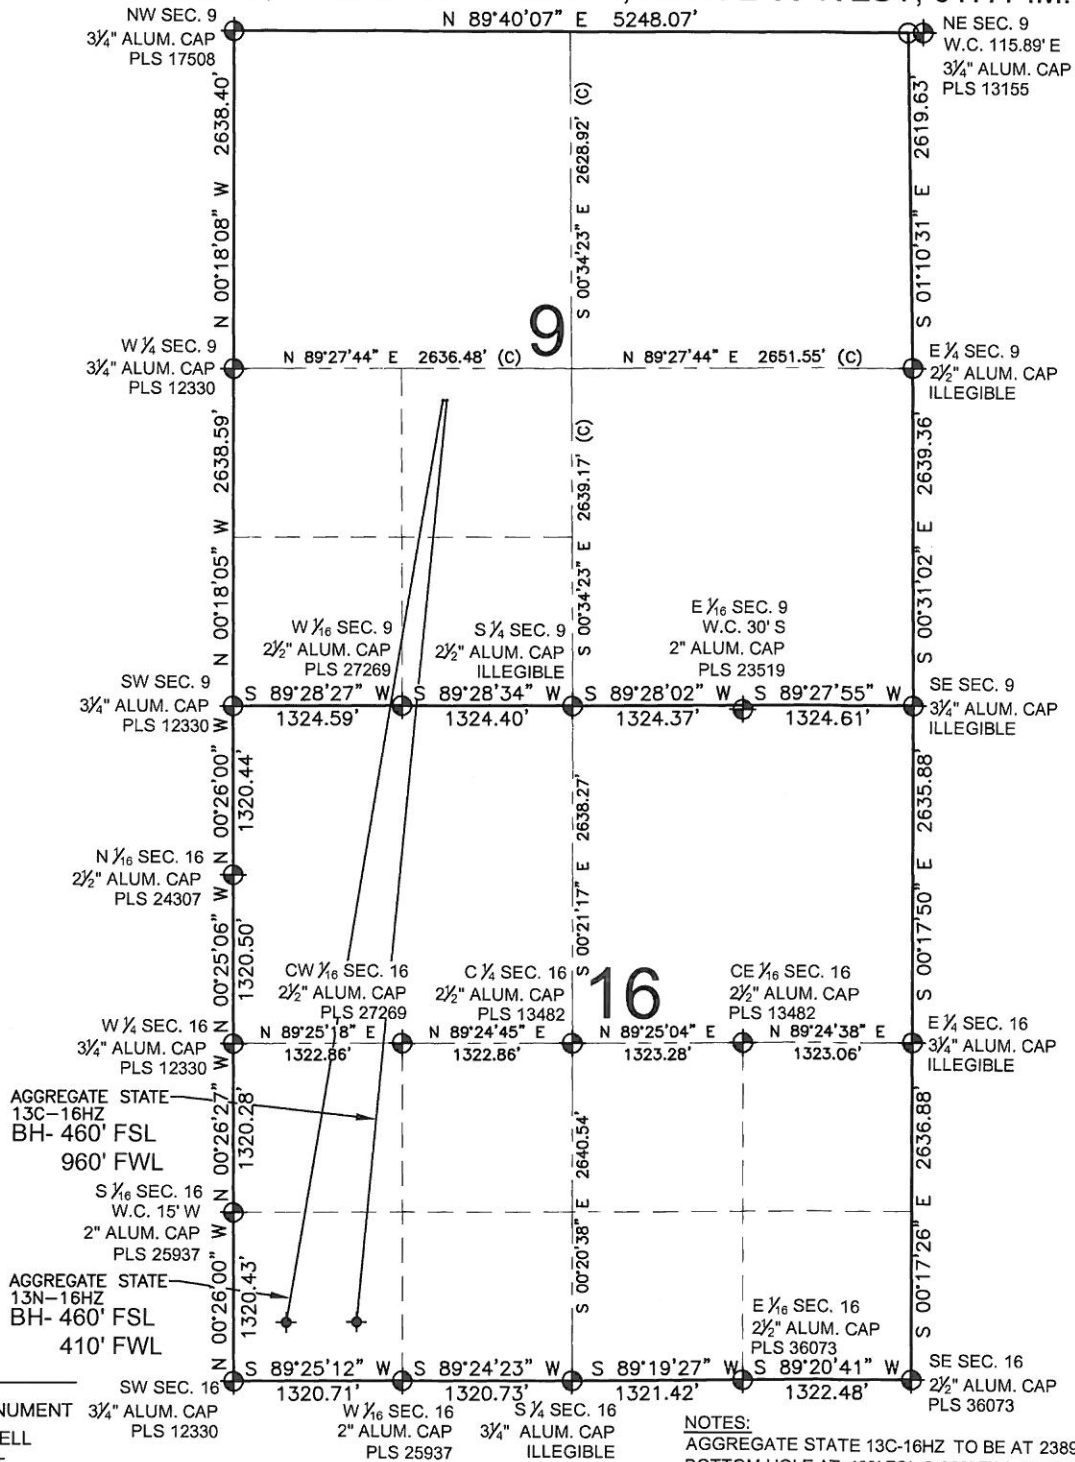 NW SEC. 9
3¼" ALUM. CAP
PLS 17508
N 89°40'07" E 5248.07'
NE SEC. 9
W.C. 115.89' E
3¼" ALUM. CAP
PLS 13155
N 00°18'08" W 2638.40'
S 00°34'23" E 2628.92' (C)
S 01°10'31" E 2619.63'
9
W ¼ SEC. 9
3¼" ALUM. CAP
PLS 12330
N 89°27'44" E 2636.48' (C)
N 89°27'44" E 2651.55' (C)
E ¼ SEC. 9
2½" ALUM. CAP
ILLEGIBLE
N 00°18'05" W 2638.59'
S 00°34'23" E 2639.17' (C)
S 00°31'02" E 2639.36'
W 1/16 SEC. 9
2½" ALUM. CAP
PLS 27269
S ¼ SEC. 9
2½" ALUM. CAP
ILLEGIBLE
E 1/16 SEC. 9
W.C. 30' S
2" ALUM. CAP
PLS 23519
SW SEC. 9
3¼" ALUM. CAP
PLS 12330
S 89°28'27" W
1324.59'
S 89°28'34" W
1324.40'
S 89°28'02" W
1324.37'
S 89°27'55" W
1324.61'
SE SEC. 9
3¼" ALUM. CAP
ILLEGIBLE
N 00°26'00" W
1320.44'
S 00°21'17" E 2638.27'
S 00°17'50" E 2635.88'
N 1/16 SEC. 16
2½" ALUM. CAP
PLS 24307
N 00°25'06" W
1320.50'
CW 1/16 SEC. 16
2½" ALUM. CAP
PLS 27269
C ¼ SEC. 16
2½" ALUM. CAP
PLS 13482
16
CE 1/16 SEC. 16
2½" ALUM. CAP
PLS 13482
W ¼ SEC. 16
3¼" ALUM. CAP
PLS 12330
N 89°25'18" E
1322.86'
N 89°24'45" E
1322.86'
N 89°25'04" E
1323.28'
N 89°24'38" E
1323.06'
E ¼ SEC. 16
3¼" ALUM. CAP
ILLEGIBLE
AGGREGATE STATE
13C-16HZ
BH- 460' FSL
960' FWL
N 00°26'27" W
1320.28'
S 00°20'38" E 2640.54'
S 00°17'26" E 2636.88'
S 1/16 SEC. 16
W.C. 15' W
2" ALUM. CAP
PLS 25937
AGGREGATE STATE
13N-16HZ
BH- 460' FSL
410' FWL
N 00°26'00" W
1320.43'
E 1/16 SEC. 16
2½" ALUM. CAP
PLS 36073
SW SEC. 16
3¼" ALUM. CAP
PLS 12330
S 89°25'12" W
1320.71'
S 89°24'23" W
1320.73'
S 89°19'27" W
1321.42'
S 89°20'41" W
1322.48'
SE SEC. 16
2½" ALUM. CAP
PLS 36073
W 1/16 SEC. 16
2" ALUM. CAP
PLS 25937
S ¼ SEC. 16
3¼" ALUM. CAP
ILLEGIBLE
NOTES:
AGGREGATE STATE 13C-16HZ TO BE AT 2389